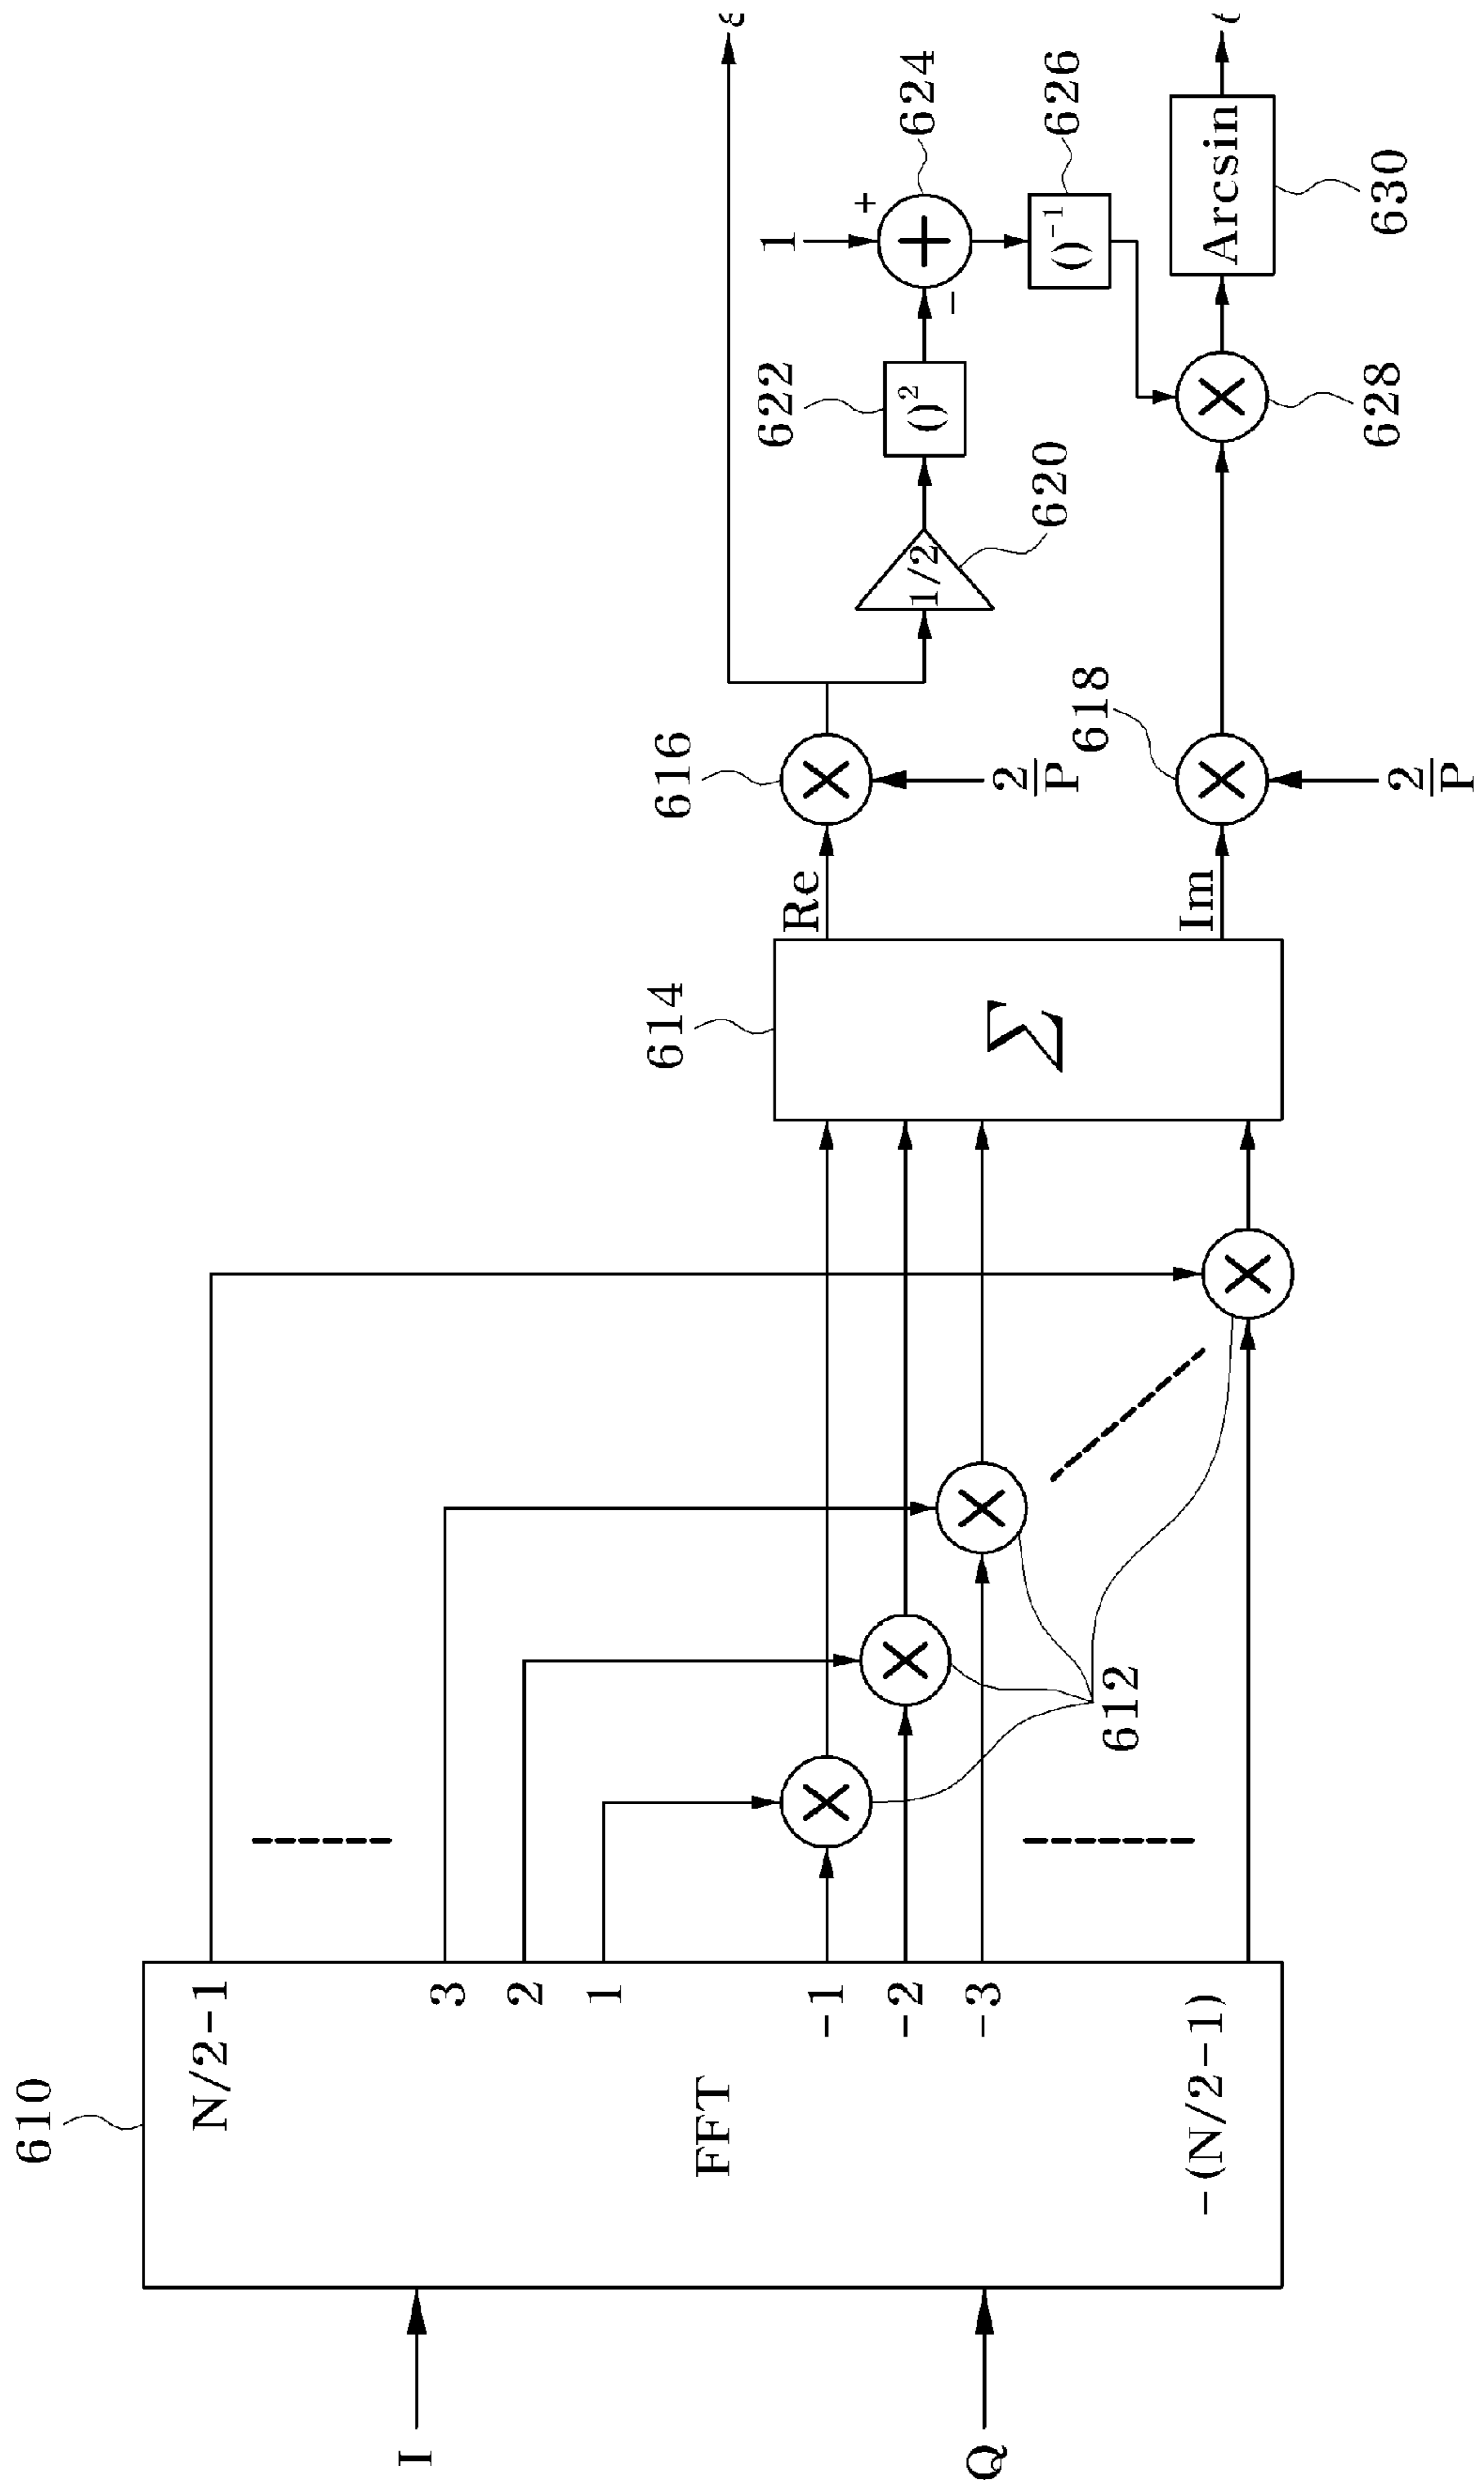 I
Q
610
FFT
N/2-1
3
2
1
-1
-2
-3
-(N/2-1)
612
614
Σ
Re
Im
616
2/P
618
2/P
620
1/2
622
()²
1
+
-
624
626
()⁻¹
628
630
Arcsin